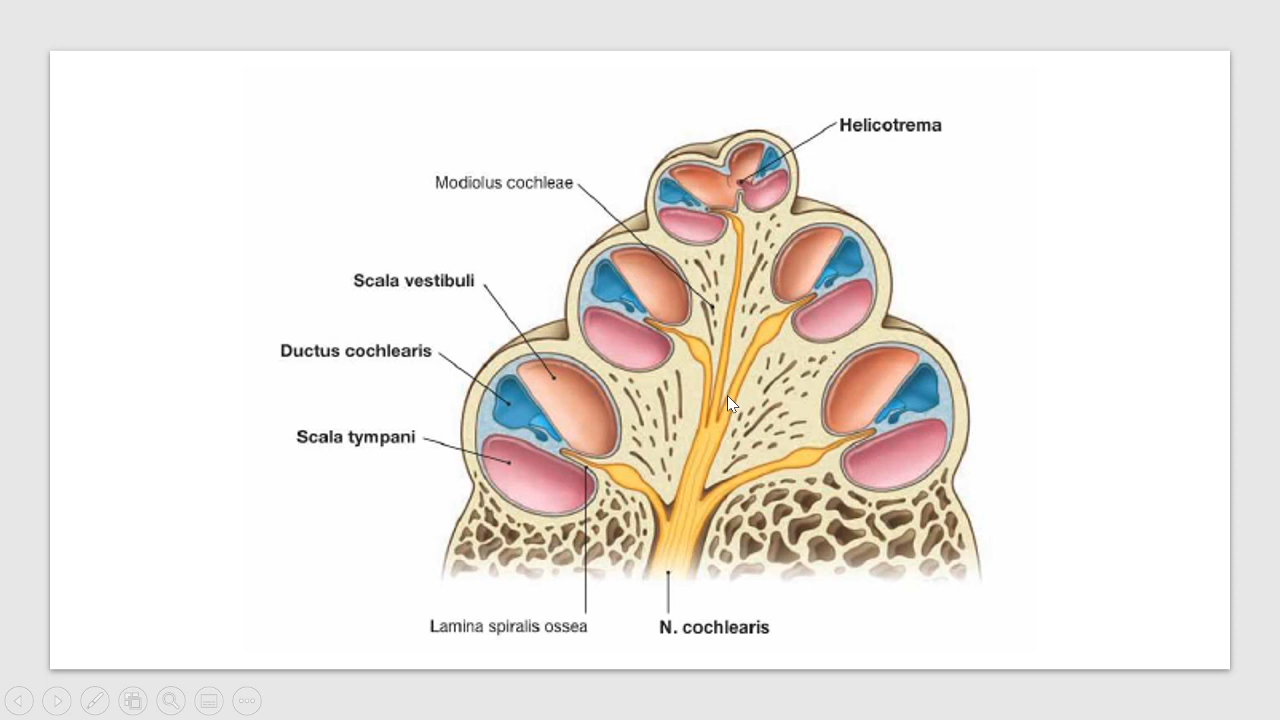 Helicotrema
Modiolus cochleae
Scala vestibuli
Ductus cochlearis
Scala tympani
Lamina spiralis ossea
N. cochlearis